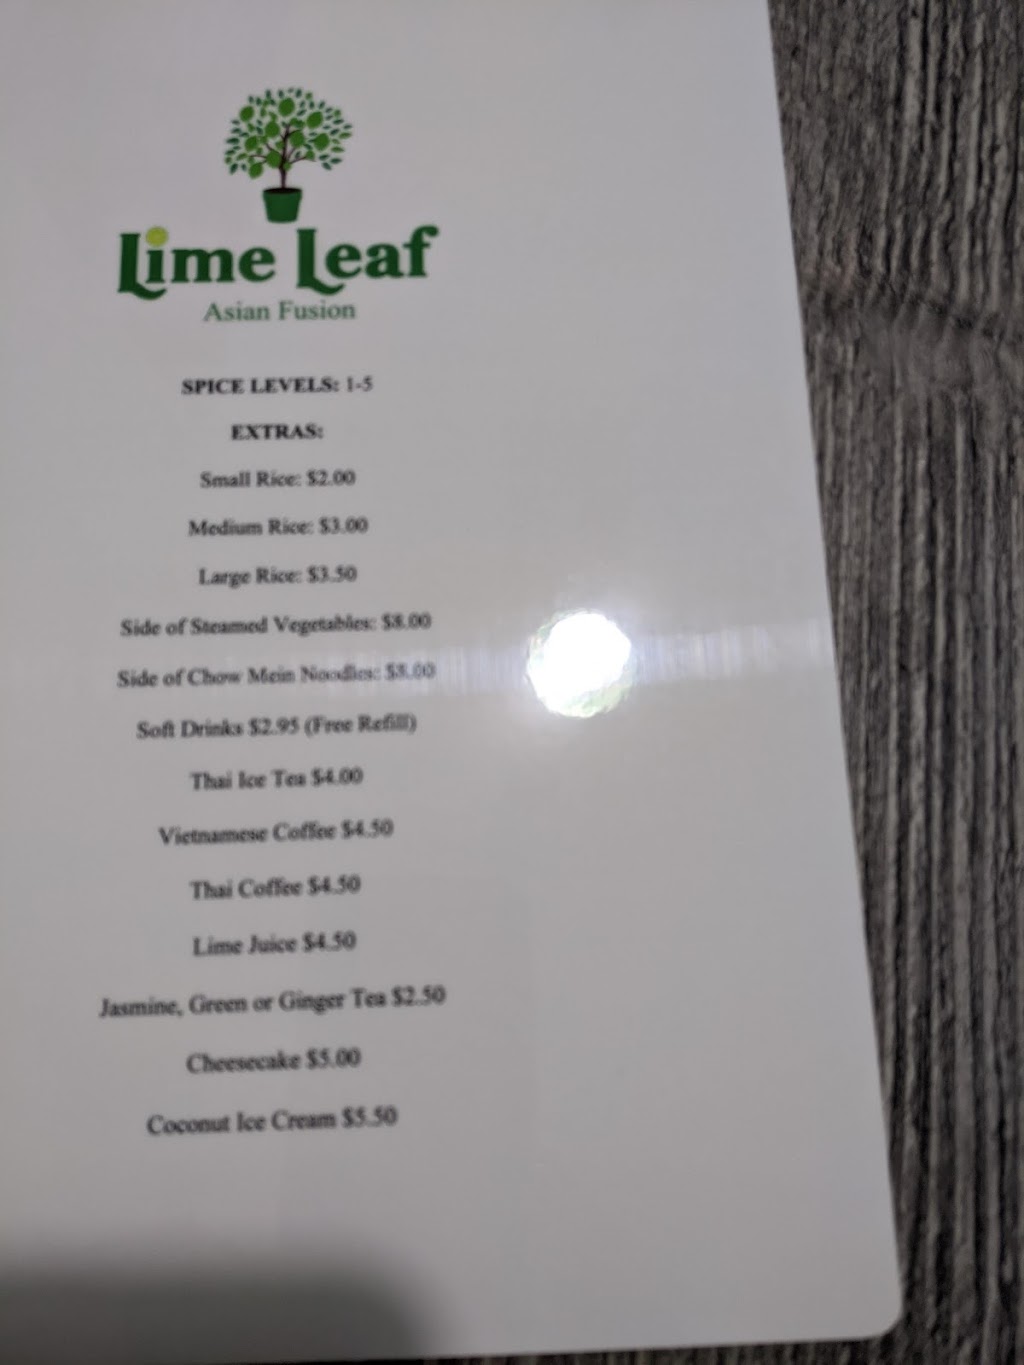 Lime Leaf
Asian Fusion
SPICE LEVELS: 1-5
EXTRAS:
Small Rice: $2.00
Medium Rice: $3.00
Large Rice: $3.50
Side of Steamed Vegetables: $8.00
Side of Chow Mein Noodles: $8.00
Soft Drinks $2.95 (Free Refill)
Thai Ice Tea $4.00
Vietnamese Coffee $4.50
Thai Coffee $4.50
Lime Juice $4.50
Jasmine, Green or Ginger Tea $2.50
Cheesecake $5.00
Coconut Ice Cream $5.50